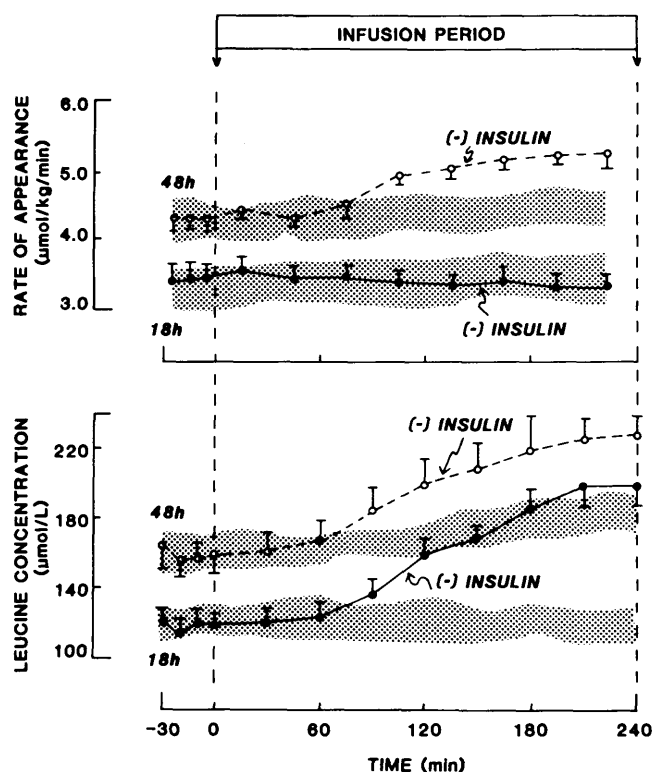 INFUSION PERIOD
RATE OF APPEARANCE
(µmol/kg/min)
6.0
5.0
4.0
3.0
48h
(-) INSULIN
18h
(-) INSULIN
LEUCINE CONCENTRATION
(µmol/L)
220
180
140
100
48h
(-) INSULIN
18h
(-) INSULIN
-30
0
60
120
180
240
TIME (min)